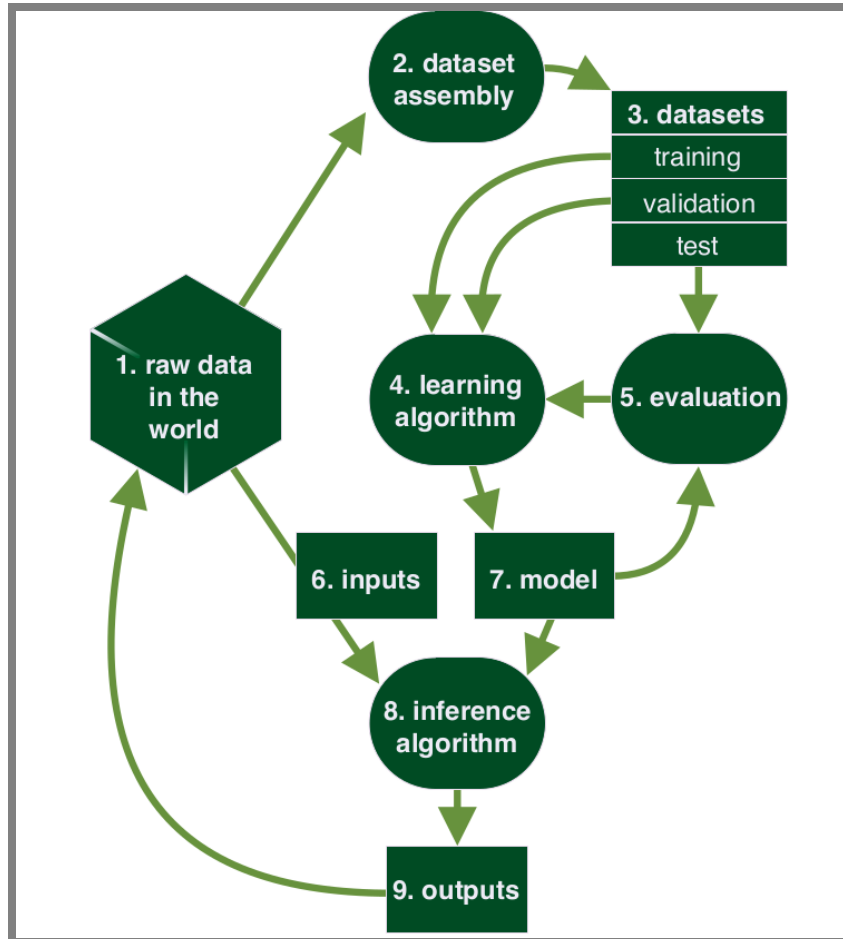 2. dataset
assembly
3. datasets
training
validation
test
1. raw data
in the
world
4. learning
algorithm
5. evaluation
6. inputs
7. model
8. inference
algorithm
9. outputs